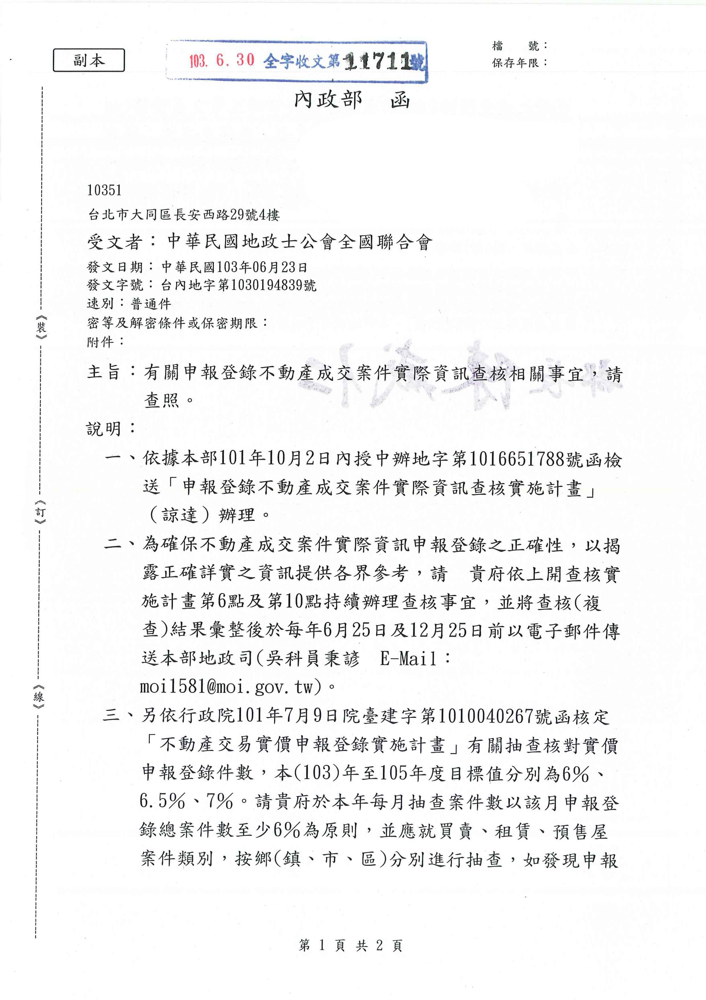 檔　　號：
保存年限：
副本
103. 6. 30 全字收文第11711號
內政部　函
10351
台北市大同區長安西路29號4樓
受文者：中華民國地政士公會全國聯合會
發文日期：中華民國103年06月23日
發文字號：台內地字第1030194839號
速別：普通件
密等及解密條件或保密期限：
附件：
主旨：有關申報登錄不動產成交案件實際資訊查核相關事宜，請
查照。
說明：
一、依據本部101年10月2日內授中辦地字第1016651788號函檢
送「申報登錄不動產成交案件實際資訊查核實施計畫」
（諒達）辦理。
二、為確保不動產成交案件實際資訊申報登錄之正確性，以揭
露正確詳實之資訊提供各界參考，請　貴府依上開查核實
施計畫第6點及第10點持續辦理查核事宜，並將查核(複
查)結果彙整後於每年6月25日及12月25日前以電子郵件傳
送本部地政司(吳科員秉諺　E-Mail：
moi1581@moi.gov.tw)。
三、另依行政院101年7月9日院臺建字第1010040267號函核定
「不動產交易實價申報登錄實施計畫」有關抽查核對實價
申報登錄件數，本(103)年至105年度目標值分別為6%、
6.5%、7%。請貴府於本年每月抽查案件數以該月申報登
錄總案件數至少6%為原則，並應就買賣、租賃、預售屋
案件類別，按鄉(鎮、市、區)分別進行抽查，如發現申報
《裝》
《訂》
《線》
第 1 頁 共 2 頁